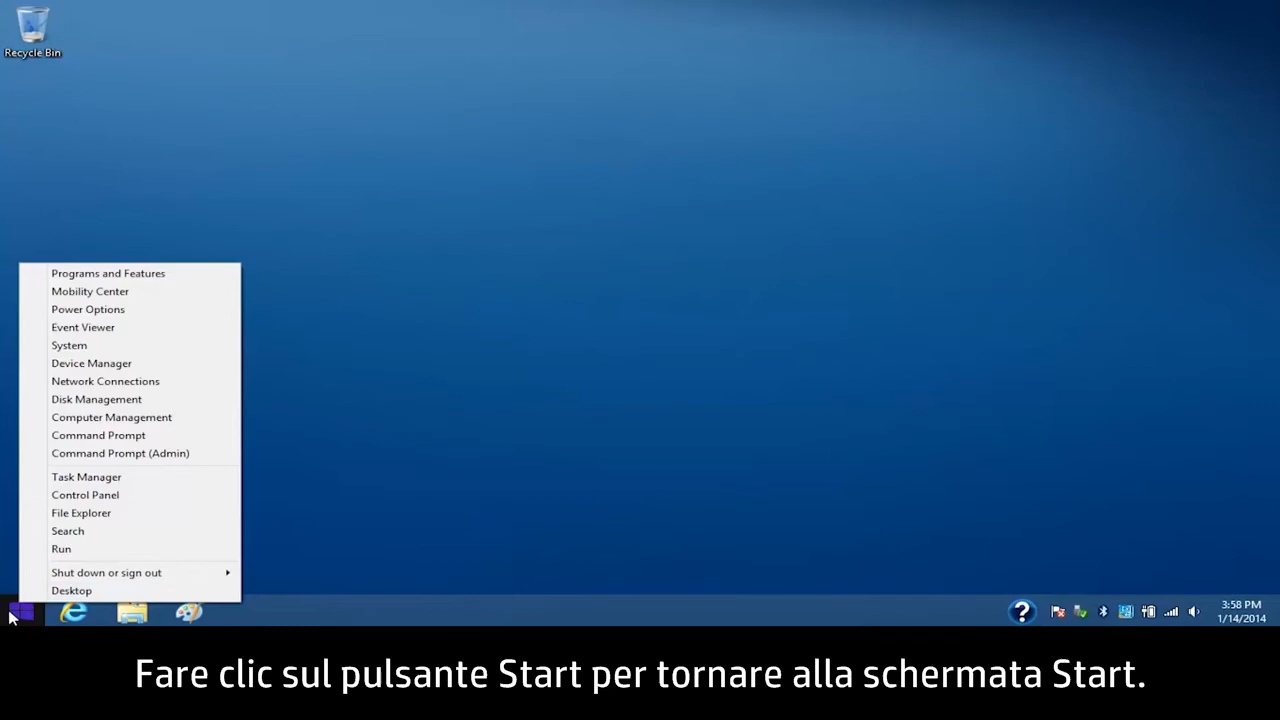 Recycle Bin
Programs and Features
Mobility Center
Power Options
Event Viewer
System
Device Manager
Network Connections
Disk Management
Computer Management
Command Prompt
Command Prompt (Admin)
Task Manager
Control Panel
File Explorer
Search
Run
Shut down or sign out
Desktop
3:58 PM
1/14/2014
Fare clic sul pulsante Start per tornare alla schermata Start.